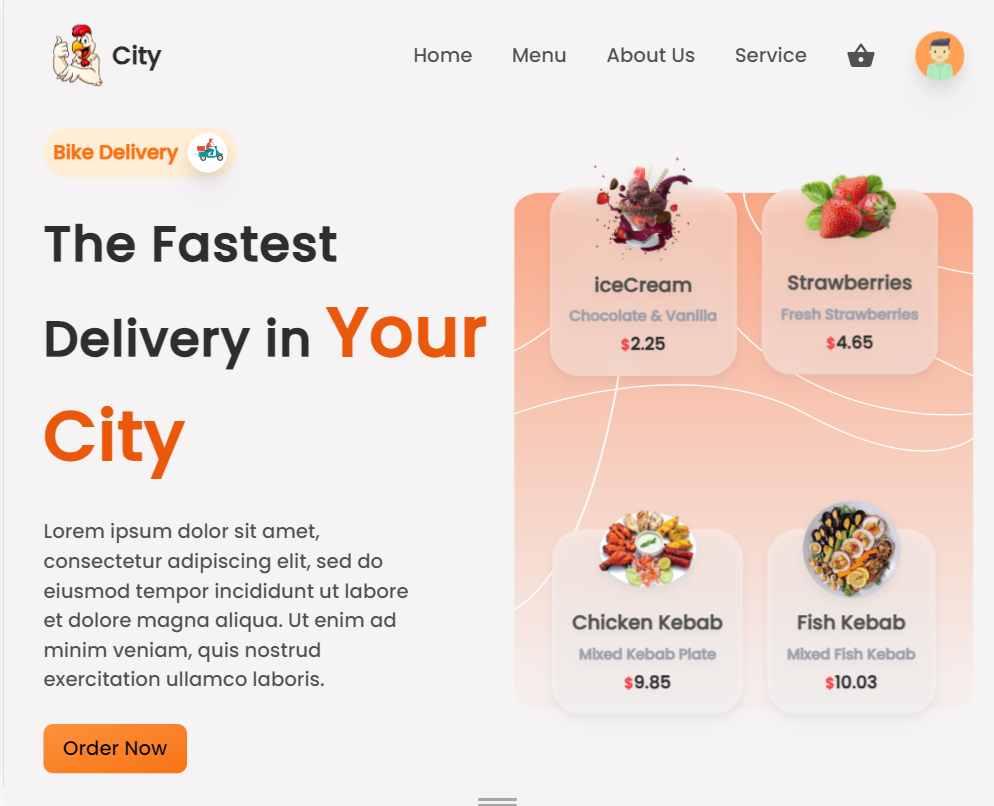 City
Home Menu About Us Service
Bike Delivery
The Fastest
Delivery in Your
City
Lorem ipsum dolor sit amet,
consectetur adipiscing elit, sed do
eiusmod tempor incididunt ut labore
et dolore magna aliqua. Ut enim ad
minim veniam, quis nostrud
exercitation ullamco laboris.
Order Now
iceCream
Chocolate & Vanilla
$2.25
Strawberries
Fresh Strawberries
$4.65
Chicken Kebab
Mixed Kebab Plate
$9.85
Fish Kebab
Mixed Fish Kebab
$10.03